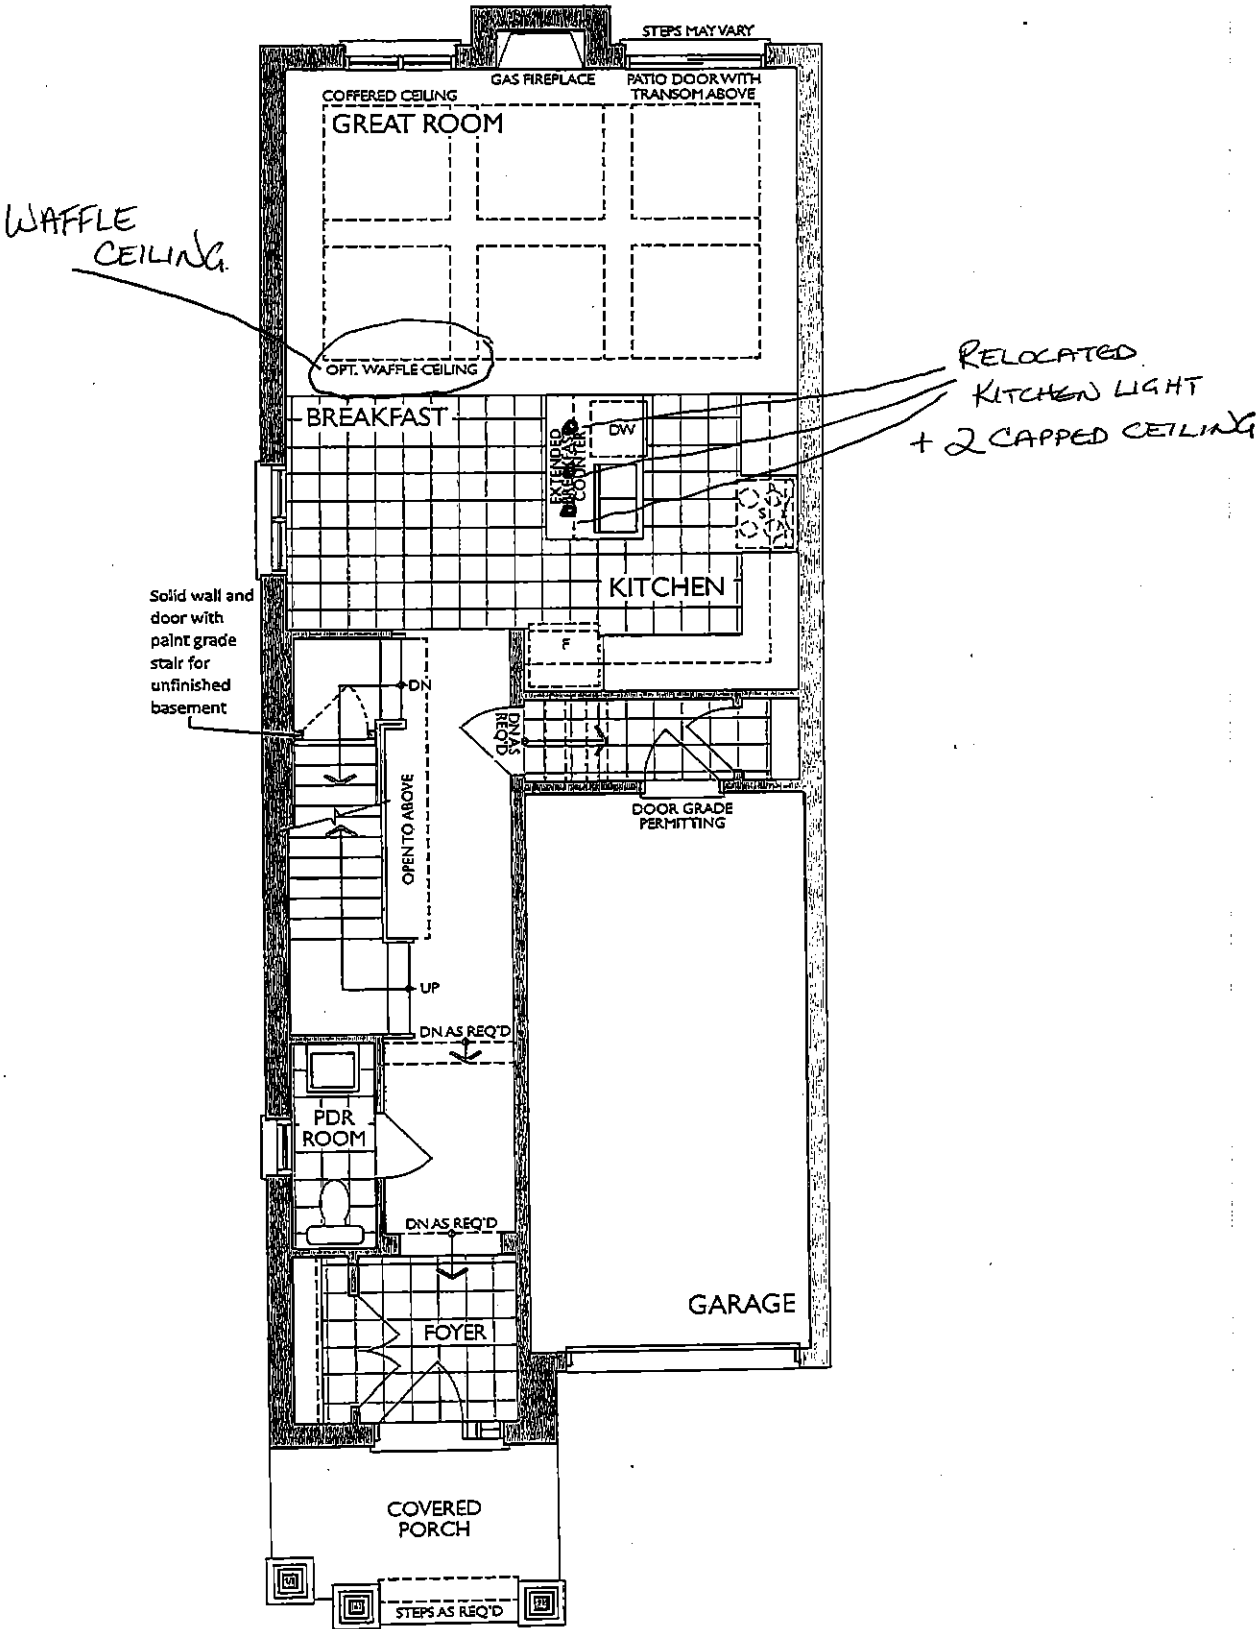 STEPS MAY VARY
GAS FIREPLACE
PATIO DOOR WITH
TRANSOM ABOVE
COFFERED CEILING
GREAT ROOM
WAFFLE
CEILING
OPT. WAFFLE CEILING
RELOCATED
KITCHEN LIGHT
+ 2 CAPPED CEILING
BREAKFAST
EXTENDED
BREAKFAST
COUNTER
DW
S
KITCHEN
Solid wall and
door with
paint grade
stair for
unfinished
basement
F
DN
DN AS
REQ'D
OPEN TO ABOVE
DOOR GRADE
PERMITTING
UP
DN AS REQ'D
PDR
ROOM
DN AS REQ'D
GARAGE
FOYER
COVERED
PORCH
STEPS AS REQ'D